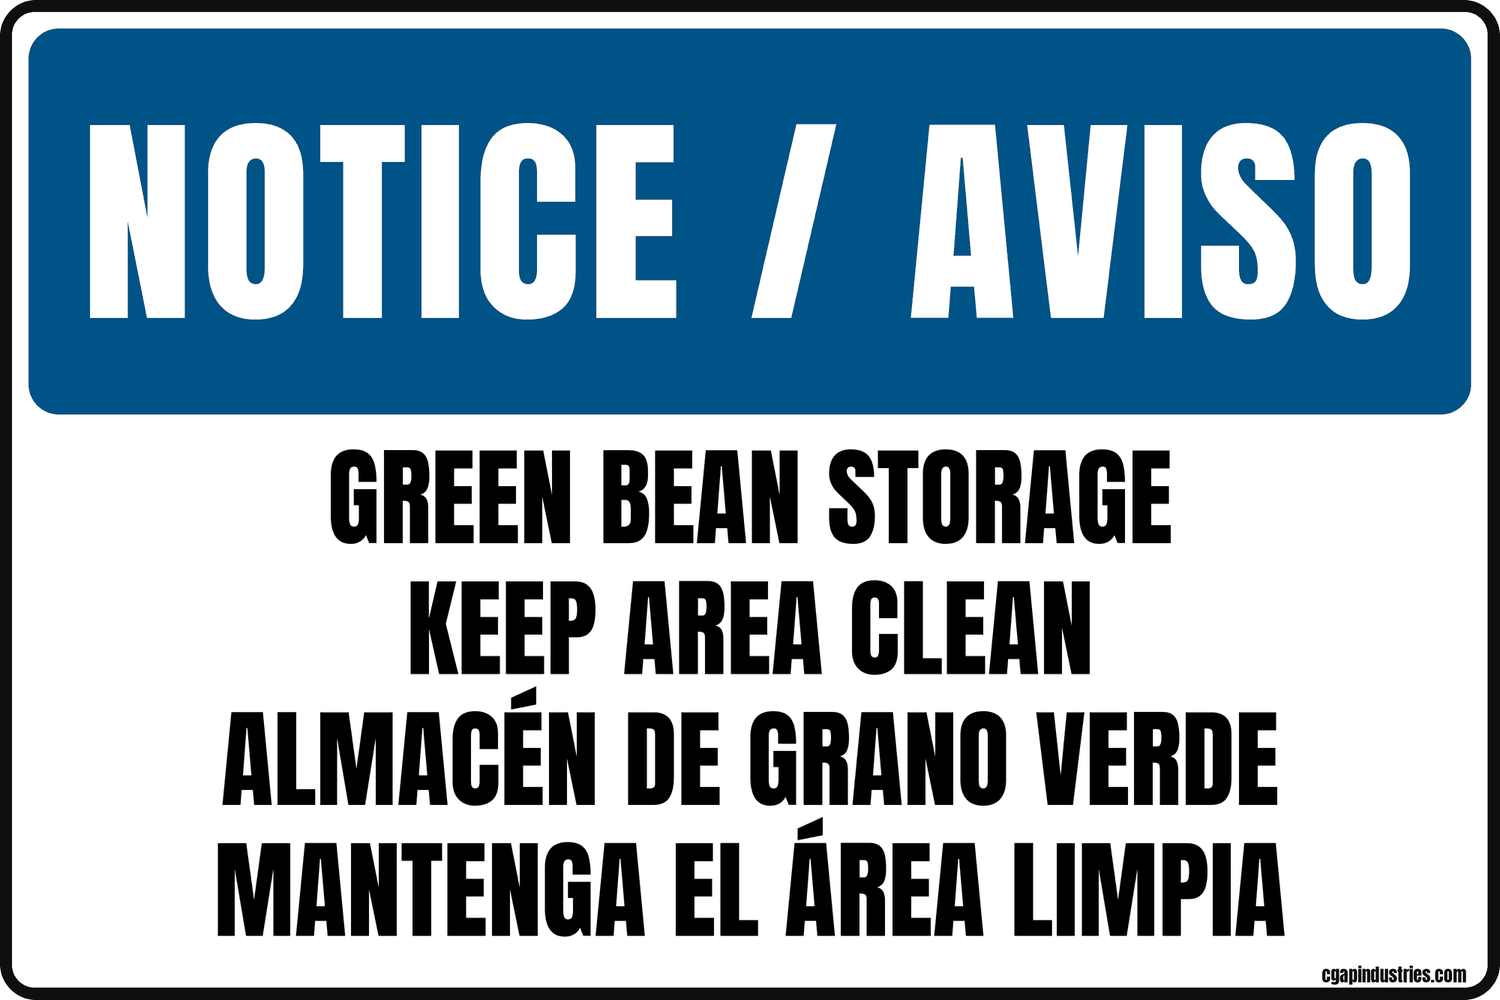 NOTICE / AVISO
GREEN BEAN STORAGE
KEEP AREA CLEAN
ALMACÉN DE GRANO VERDE
MANTENGA EL ÁREA LIMPIA
cgapindustries.com